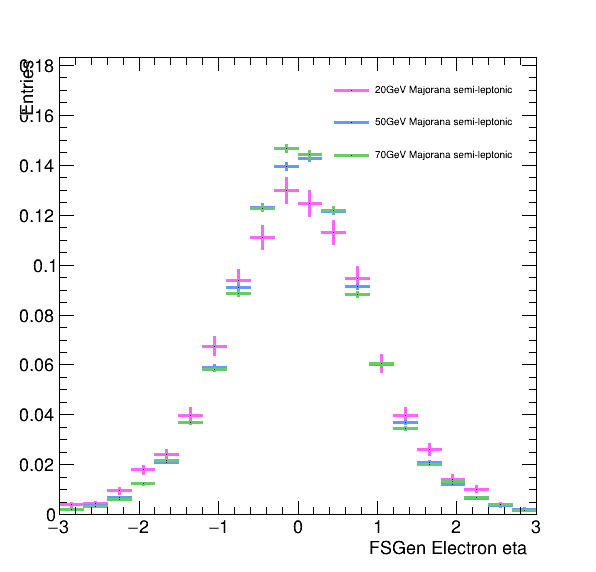 Entries
0.18
0.16
0.14
0.12
0.1
0.08
0.06
0.04
0.02
0
20GeV Majorana semi-leptonic
50GeV Majorana semi-leptonic
70GeV Majorana semi-leptonic
−3 −2 −1 0 1 2 3
FSGen Electron eta